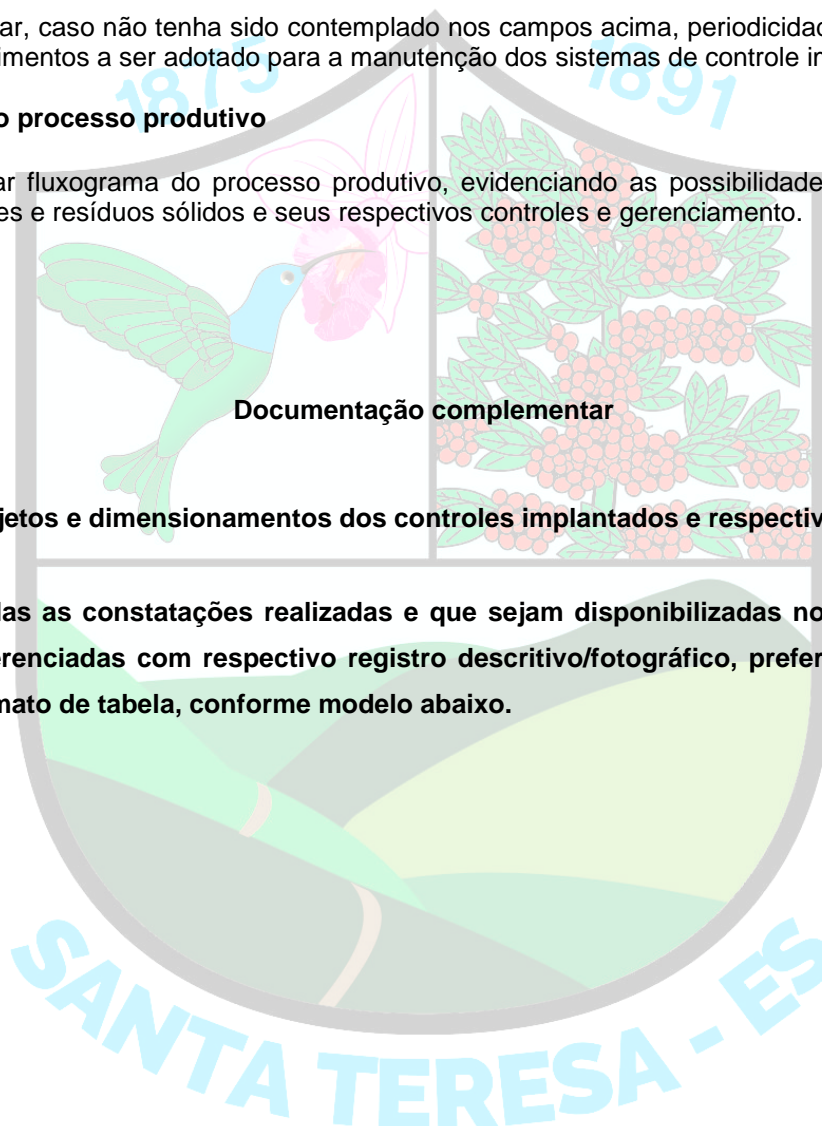 ar, caso não tenha sido contemplado nos campos acima, periodicidad
imentos a ser adotado para a manutenção dos sistemas de controle in
1875 1891
o processo produtivo
ar fluxograma do processo produtivo, evidenciando as possibilidade
es e resíduos sólidos e seus respectivos controles e gerenciamento.
Documentação complementar
jetos e dimensionamentos dos controles implantados e respectiv
das as constatações realizadas e que sejam disponibilizadas no
erenciadas com respectivo registro descritivo/fotográfico, prefer
mato de tabela, conforme modelo abaixo.
SANTA TERESA - ES